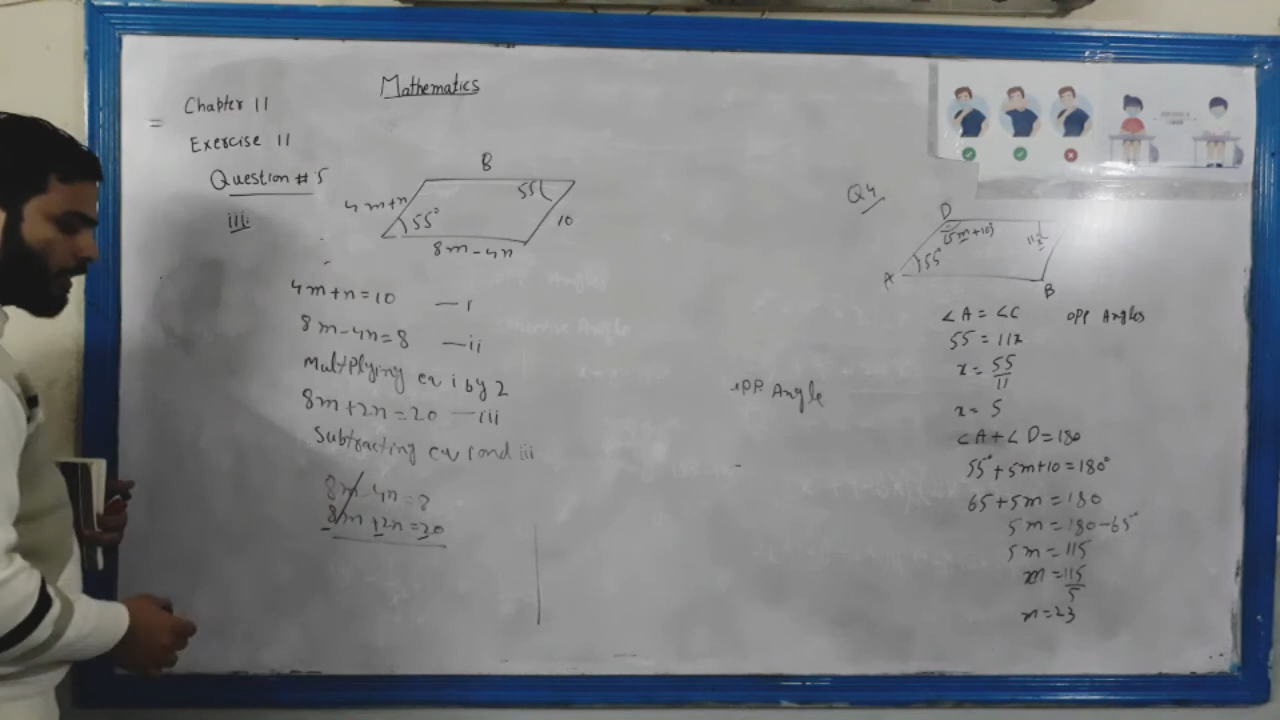 Mathematics
Chapter 11
=
Exercise 11
Question # 5
iii.
8
4m+n
55°
55
10
8m-4n
4m+n=10 — i
8m-4n=8 — ii
Multiplying eq i by 2
8m+2n=20 — iii
Subtracting eq i and iii
8m-4n=8
8m+2n=20
opp. Angle
Q4
D
(5m+10)
11x
55°
A
B
∠A = ∠C opp Angles
55 = 11x
x = 55
11
x = 5
∠A+∠D=180
55°+5m+10=180°
65+5m=180
5m=180-65°
5m=115
m=115
5
m=23